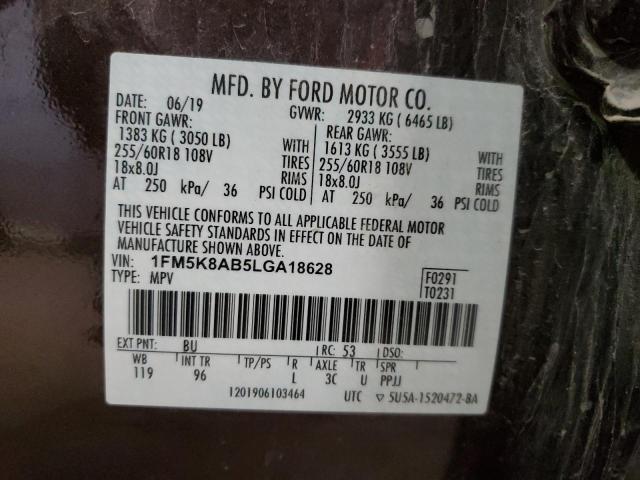 MFD. BY FORD MOTOR CO.
DATE: 06/19 GVWR: 2933 KG ( 6465 LB)
FRONT GAWR: REAR GAWR:
1383 KG ( 3050 LB) WITH 1613 KG ( 3555 LB) WITH
255/60R18 108V TIRES 255/60R18 108V TIRES
18x8.0J RIMS 18x8.0J RIMS
AT 250 kPa/ 36 PSI COLD AT 250 kPa/ 36 PSI COLD
THIS VEHICLE CONFORMS TO ALL APPLICABLE FEDERAL MOTOR
VEHICLE SAFETY STANDARDS IN EFFECT ON THE DATE OF
MANUFACTURE SHOWN ABOVE.
VIN: 1FM5K8AB5LGA18628 F0291
TYPE: MPV T0231
EXT PNT: BU RC: 53 DSO:
WB INT TR TP/PS R AXLE TR SPR
119 96 L 3C U PPJJ
1201906103464 UTC ▽ 5USA-1520472-BA